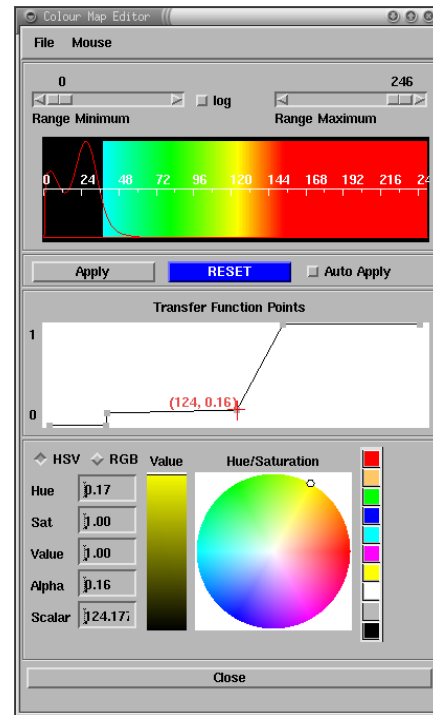 Colour Map Editor
File Mouse
0 246
log
Range Minimum Range Maximum
0 24 48 72 96 120 144 168 192 216 24
Apply RESET Auto Apply
Transfer Function Points
1
(124, 0.16)
0
HSV RGB Value Hue/Saturation
Hue 0.17
Sat 1.00
Value 1.00
Alpha 0.16
Scalar 124.17
Close